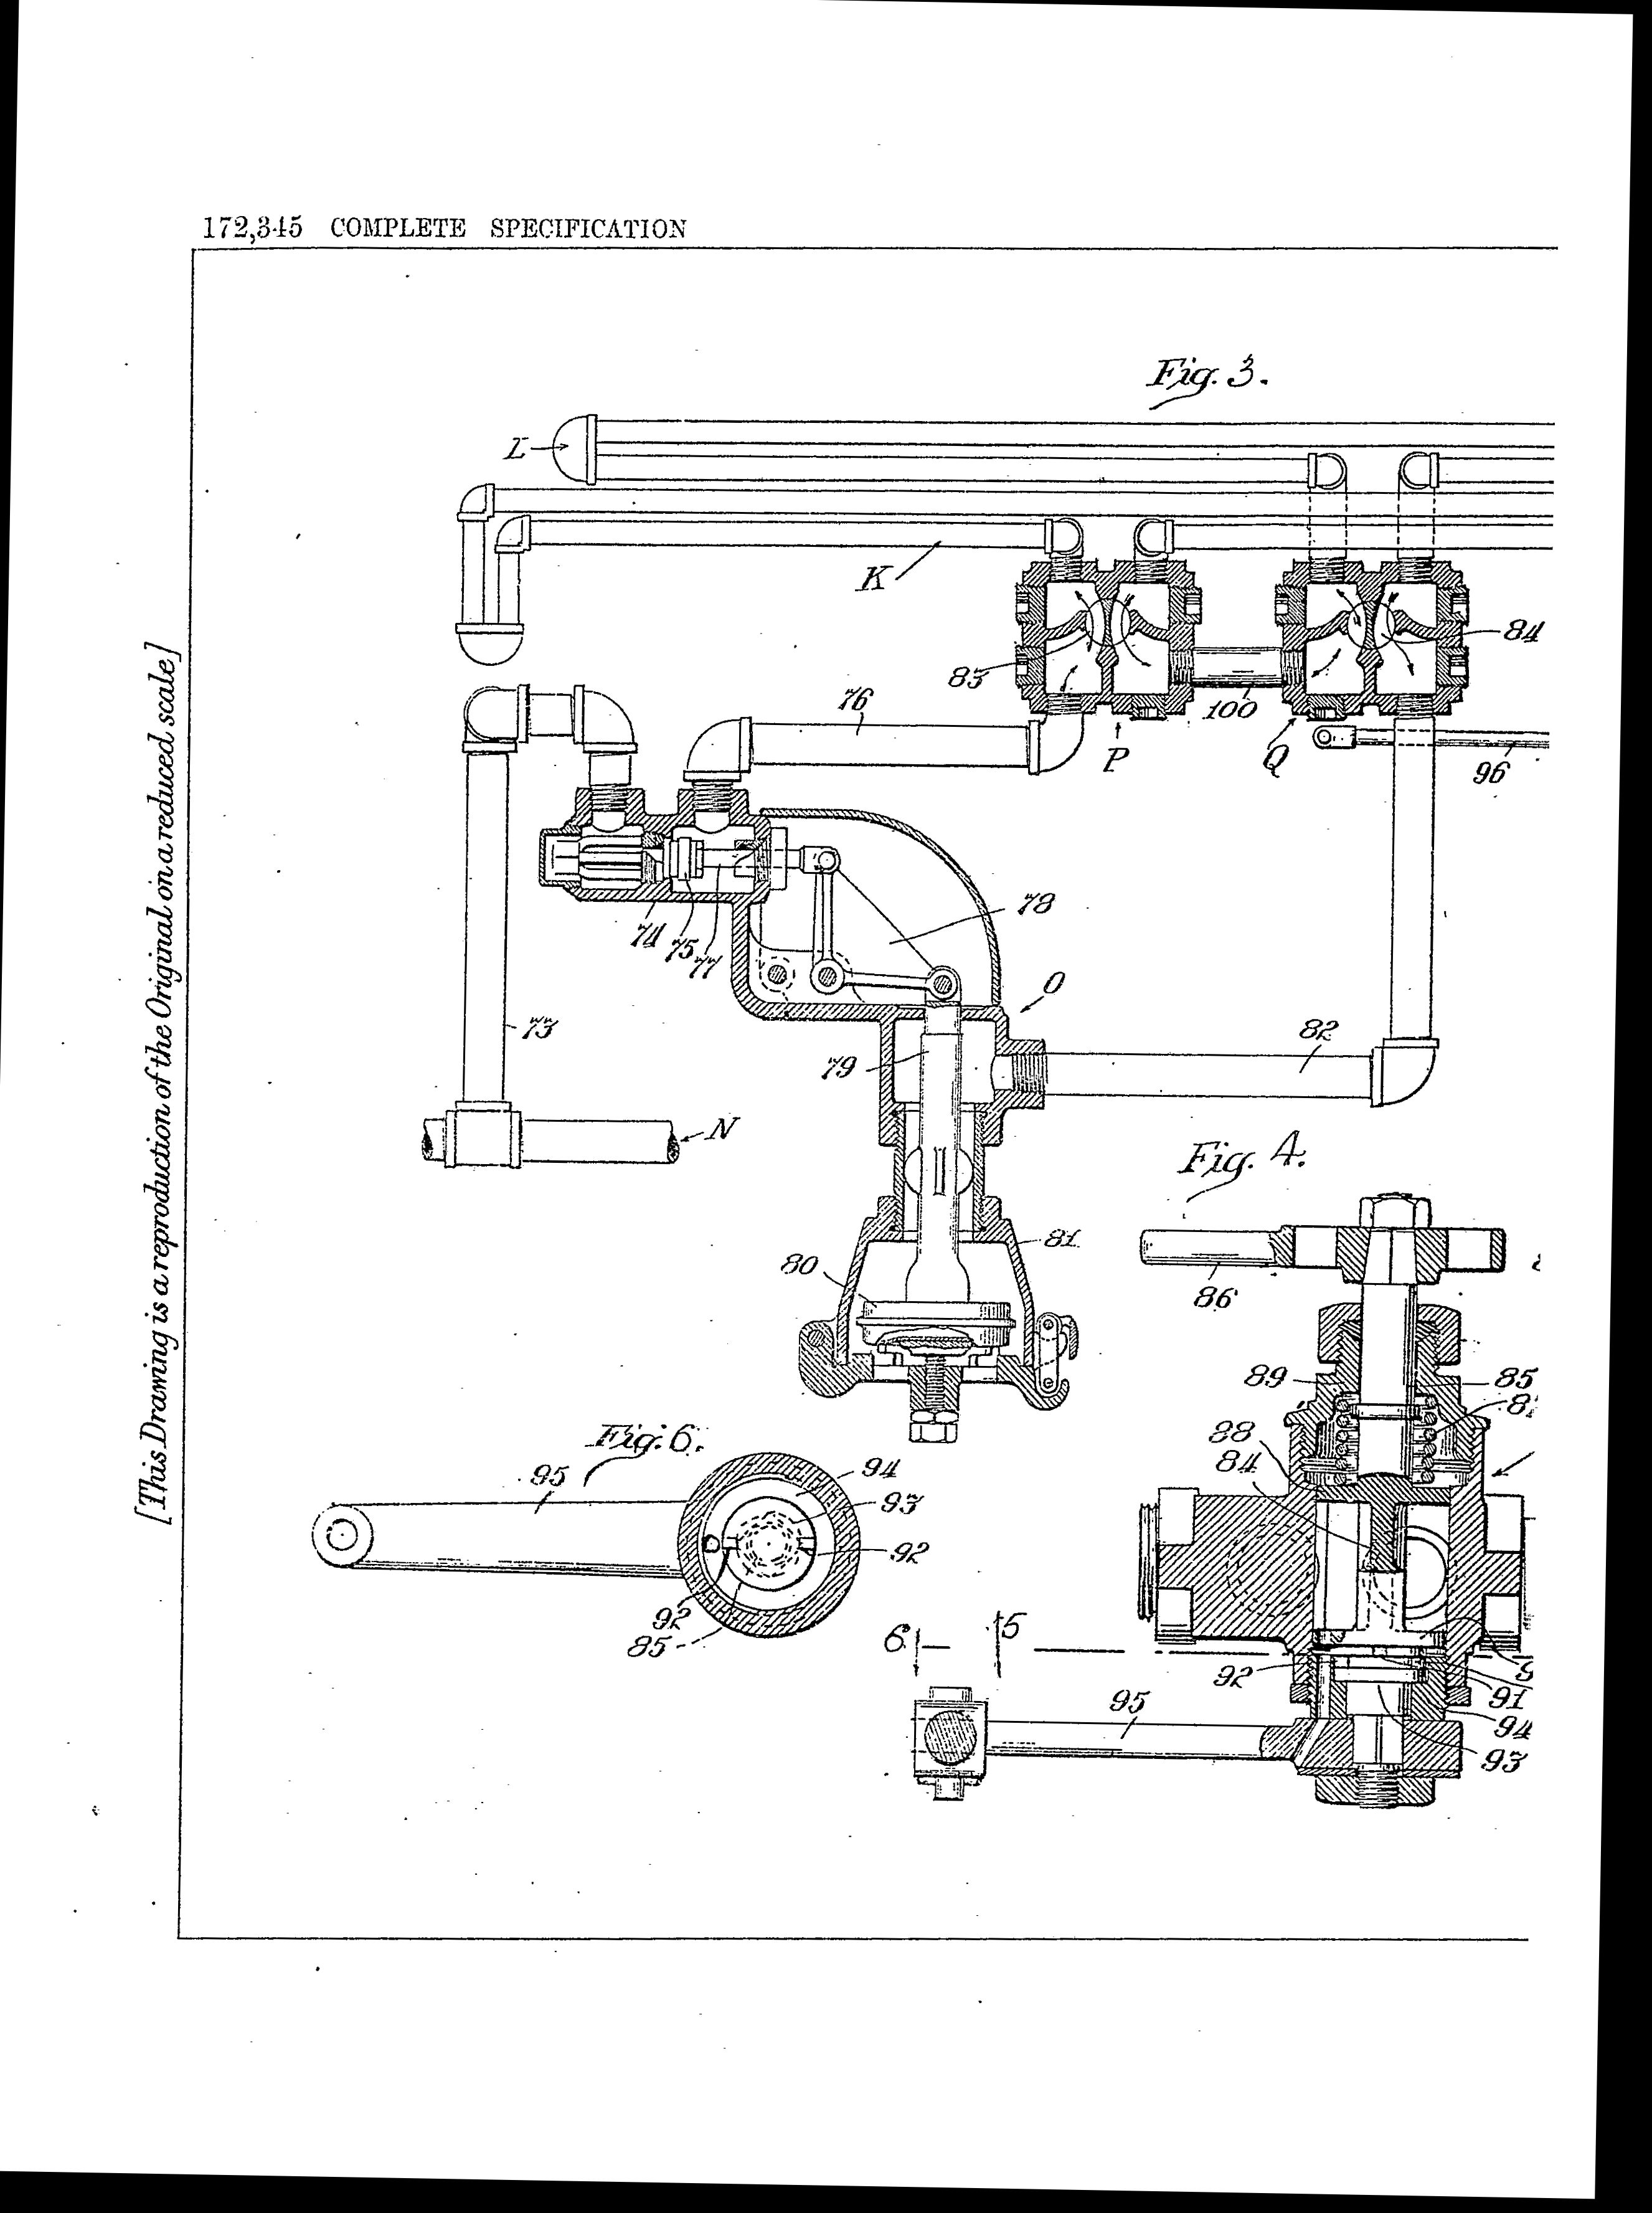 172,345 COMPLETE SPECIFICATION
[This Drawing is a reproduction of the Original on a reduced scale]
Fig. 3.
L
K
83
84
100
P
Q
96
76
74
75
77
78
73
N
O
79
82
80
81
Fig. 4.
86
89
85
88
84
92
91
94
93
95
6
5
Fig. 6.
95
94
93
92
92
85